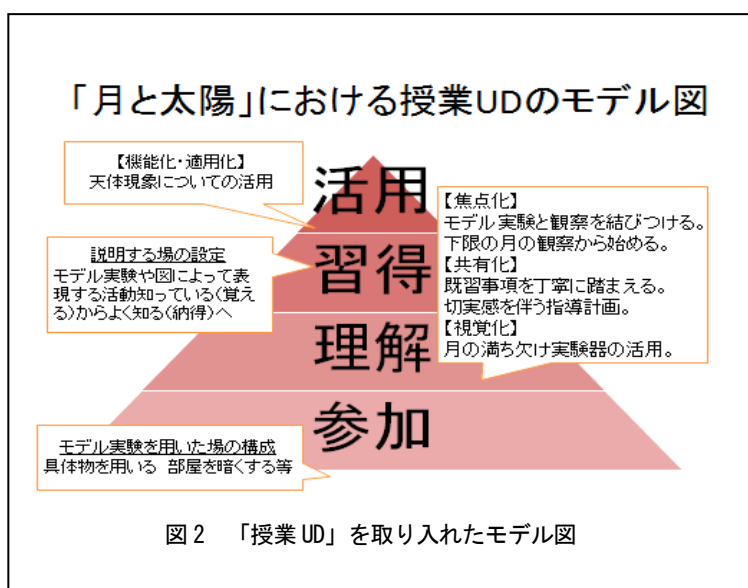 「月と太陽」における授業UDのモデル図
【機能化・適用化】
天体現象についての活用
活用
【焦点化】
モデル実験と観察を結びつける。
下限の月の観察から始める。
【共有化】
既習事項を丁寧に踏まえる。
切実感を伴う指導計画。
【視覚化】
月の満ち欠け実験器の活用。
説明する場の設定
モデル実験や図によって表
現する活動知っている(覚え
る)からよく知る(納得)へ
習得
理解
参加
モデル実験を用いた場の構成
具体物を用いる 部屋を暗くする等
図2 「授業UD」を取り入れたモデル図